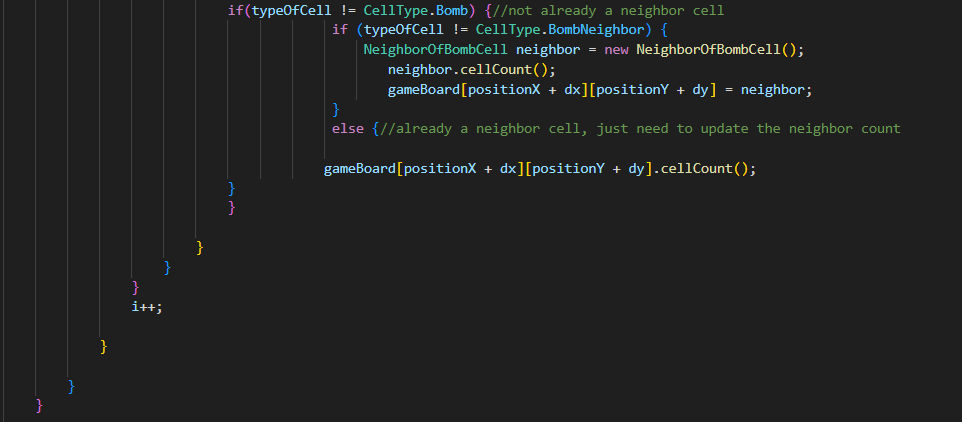 if(typeOfCell != CellType.Bomb) {//not already a neighbor cell
if (typeOfCell != CellType.BombNeighbor) {
NeighborOfBombCell neighbor = new NeighborOfBombCell();
neighbor.cellCount();
gameBoard[positionX + dx][positionY + dy] = neighbor;
}
else {//already a neighbor cell, just need to update the neighbor count
gameBoard[positionX + dx][positionY + dy].cellCount();
}
}
}
}
}
i++;
}
}
}